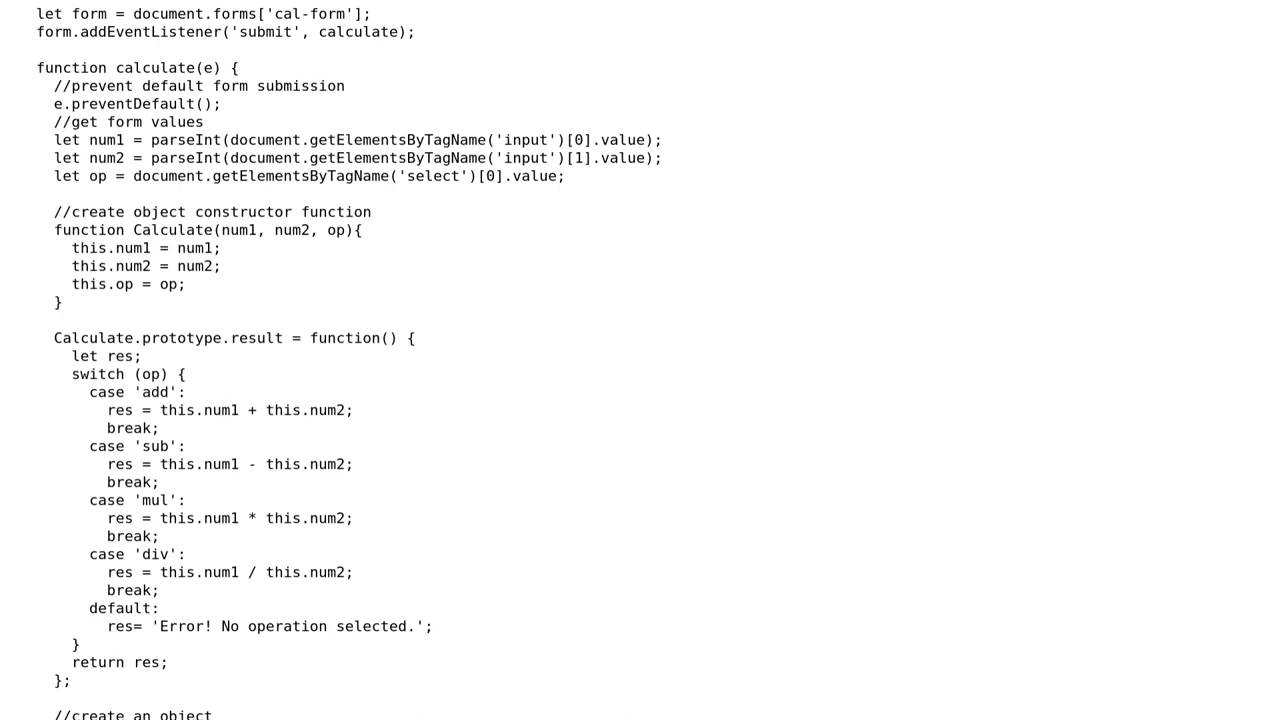 let form = document.forms['cal-form'];
form.addEventListener('submit', calculate);

function calculate(e) {
  //prevent default form submission
  e.preventDefault();
  //get form values
  let num1 = parseInt(document.getElementsByTagName('input')[0].value);
  let num2 = parseInt(document.getElementsByTagName('input')[1].value);
  let op = document.getElementsByTagName('select')[0].value;

  //create object constructor function
  function Calculate(num1, num2, op){
    this.num1 = num1;
    this.num2 = num2;
    this.op = op;
  }

  Calculate.prototype.result = function() {
    let res;
    switch (op) {
      case 'add':
        res = this.num1 + this.num2;
        break;
      case 'sub':
        res = this.num1 - this.num2;
        break;
      case 'mul':
        res = this.num1 * this.num2;
        break;
      case 'div':
        res = this.num1 / this.num2;
        break;
      default:
        res= 'Error! No operation selected.';
    }
    return res;
  };

  //create an object